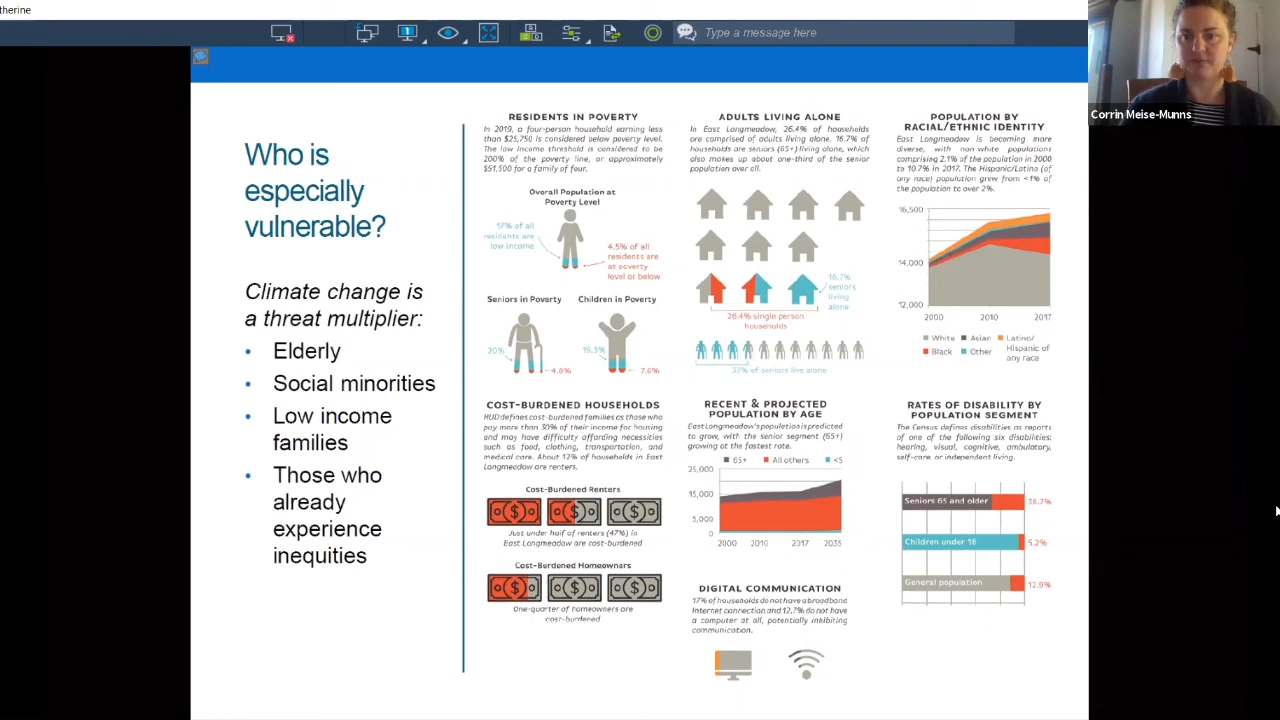 therine
1
Type a message here
Corrin Meise-Munns
Who is
especially
vulnerable?
Climate change is
a threat multiplier:
• Elderly
• Social minorities
• Low income
families
• Those who
already
experience
inequities
RESIDENTS IN POVERTY
In 2019, a four-person household earning less
than $25,750 is considered below poverty level.
The low income threshold is considered to be
200% of the poverty line, or approximately
$51,500 for a family of four.
Overall Population at
Poverty Level
17% of all
residents are
low income
4.5% of all
residents are
at poverty
level or below
Seniors in Poverty
Children in Poverty
20%
4.8%
15.3%
7.6%
COST-BURDENED HOUSEHOLDS
HUD defines cost-burdened families as those who
pay more than 30% of their income for housing
and may have difficulty affording necessities
such as food, clothing, transportation, and
medical care. About 12% of households in East
Longmeadow are renters.
Cost-Burdened Renters
Just under half of renters (47%) in
East Longmeadow are cost-burdened
Cost-Burdened Homeowners
One-quarter of homeowners are
cost-burdened
ADULTS LIVING ALONE
In East Longmeadow, 26.4% of households
are comprised of adults living alone. 16.7% of
households are seniors (65+) living alone, which
also makes up about one-third of the senior
population over all.
16.7%
seniors
living
alone
26.4% single person
households
33% of seniors live alone
RECENT & PROJECTED
POPULATION BY AGE
East Longmeadow's population is predicted
to grow, with the senior segment (65+)
growing at the fastest rate.
65+ All others <5
25,000
15,000
5,000
0
2000 2010 2017 2035
DIGITAL COMMUNICATION
17% of households do not have a broadband
Internet connection and 12.7% do not have
a computer at all, potentially inhibiting
communication.
POPULATION BY
RACIAL/ETHNIC IDENTITY
East Longmeadow is becoming more
diverse, with non-white populations
comprising 2.1% of the population in 2000
to 10.7% in 2017. The Hispanic/Latino (of
any race) population grew from <1% of
the population to over 2%.
16,500
14,000
12,000
2000 2010 2017
White Asian Latino/
Hispanic of
any race
Black Other
RATES OF DISABILITY BY
POPULATION SEGMENT
The Census defines disabilities as reports
of one of the following six disabilities:
hearing, visual, cognitive, ambulatory,
self-care, or independent living.
Seniors 65 and older 36.7%
Children under 18 5.2%
General population 12.9%